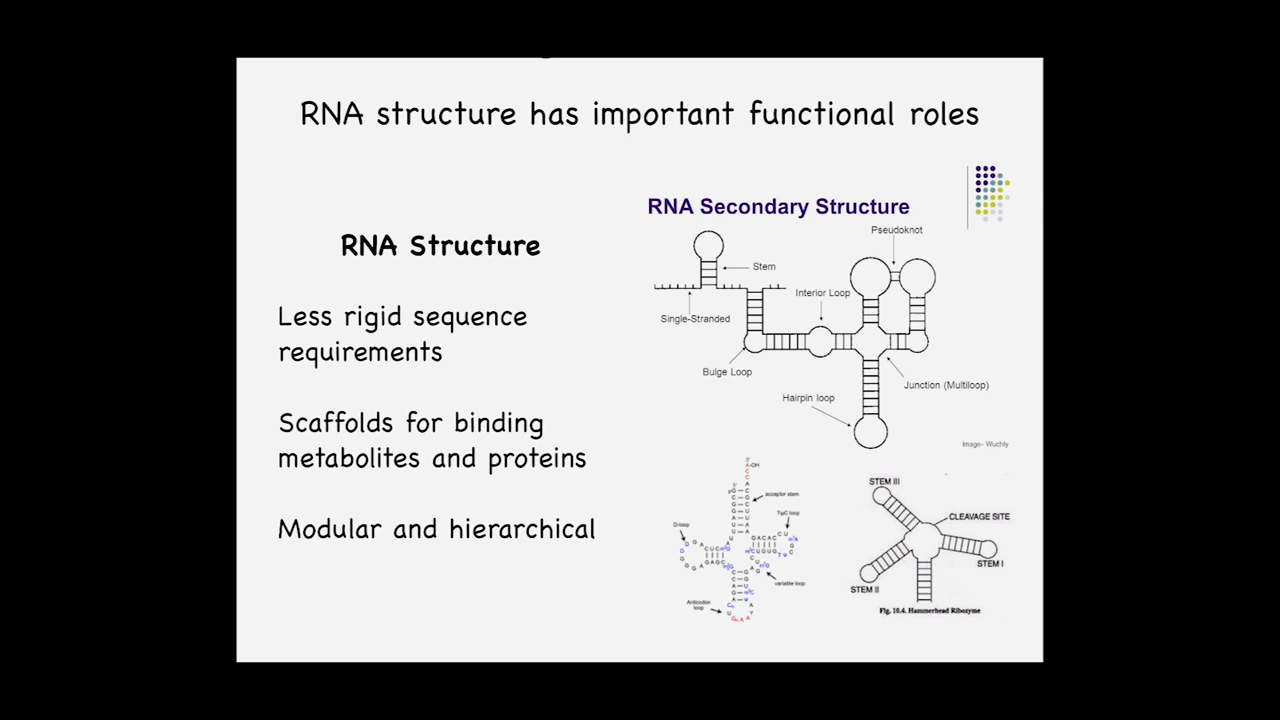 RNA structure has important functional roles
RNA Structure
Less rigid sequence
requirements
Scaffolds for binding
metabolites and proteins
Modular and hierarchical
RNA Secondary Structure
Pseudoknot
Stem
Interior Loop
Single-Stranded
Bulge Loop
Junction (Multiloop)
Hairpin loop
Image– Wuchly
acceptor stem
TψC loop
D-loop
variable loop
Anticodon
loop
STEM III
CLEAVAGE SITE
STEM I
STEM II
Fig. 10.4. Hammerhead Ribozyme